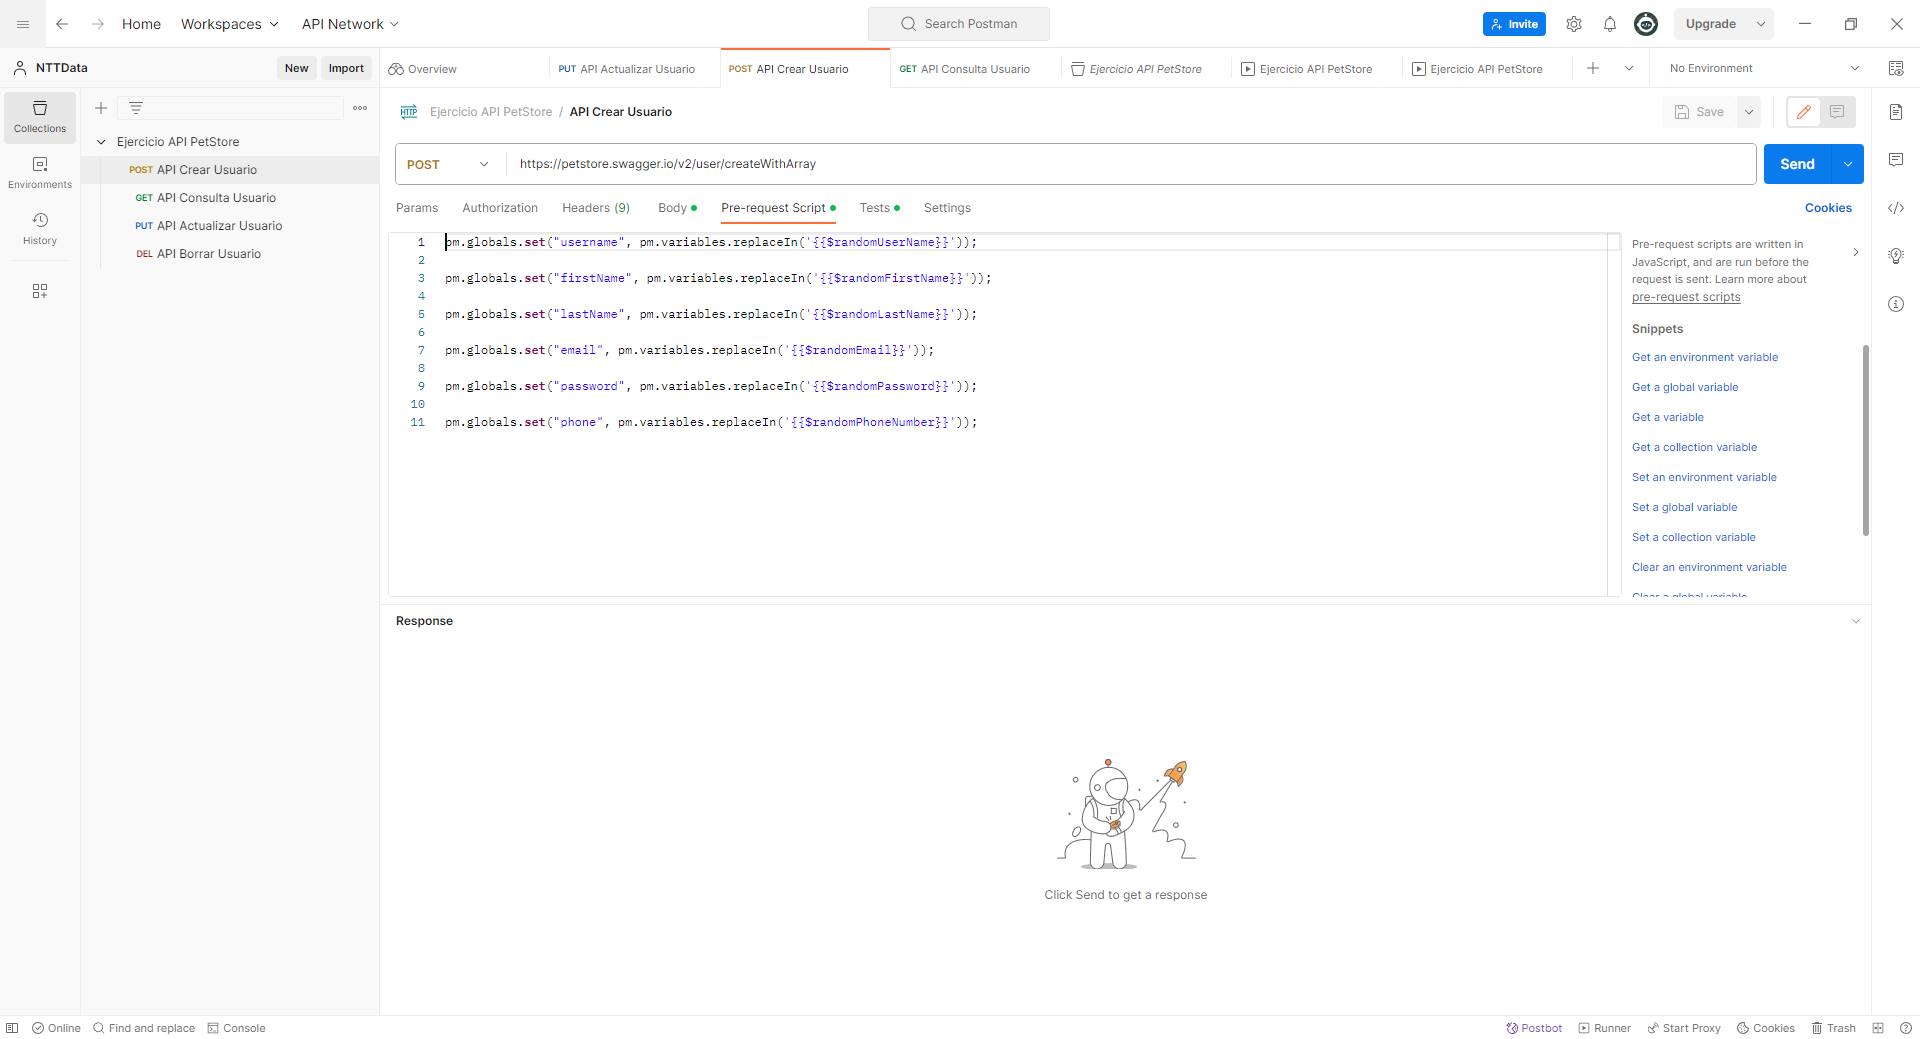 Home
Workspaces
API Network
Search Postman
Invite
Upgrade
NTTData
New
Import
Overview
PUT API Actualizar Usuario
POST API Crear Usuario
GET API Consulta Usuario
Ejercicio API PetStore
Ejercicio API PetStore
Ejercicio API PetStore
No Environment
Collections
Environments
History
Ejercicio API PetStore
POST API Crear Usuario
GET API Consulta Usuario
PUT API Actualizar Usuario
DEL API Borrar Usuario
HTTP Ejercicio API PetStore / API Crear Usuario
Save
POST
https://petstore.swagger.io/v2/user/createWithArray
Send
Params
Authorization
Headers (9)
Body
Pre-request Script
Tests
Settings
Cookies
1 pm.globals.set("username", pm.variables.replaceIn('{{$randomUserName}}'));
2
3 pm.globals.set("firstName", pm.variables.replaceIn('{{$randomFirstName}}'));
4
5 pm.globals.set("lastName", pm.variables.replaceIn('{{$randomLastName}}'));
6
7 pm.globals.set("email", pm.variables.replaceIn('{{$randomEmail}}'));
8
9 pm.globals.set("password", pm.variables.replaceIn('{{$randomPassword}}'));
10
11 pm.globals.set("phone", pm.variables.replaceIn('{{$randomPhoneNumber}}'));
Pre-request scripts are written in
JavaScript, and are run before the
request is sent. Learn more about
pre-request scripts
Snippets
Get an environment variable
Get a global variable
Get a variable
Get a collection variable
Set an environment variable
Set a global variable
Set a collection variable
Clear an environment variable
Clear a global variable
Response
Click Send to get a response
Online
Find and replace
Console
Postbot
Runner
Start Proxy
Cookies
Trash